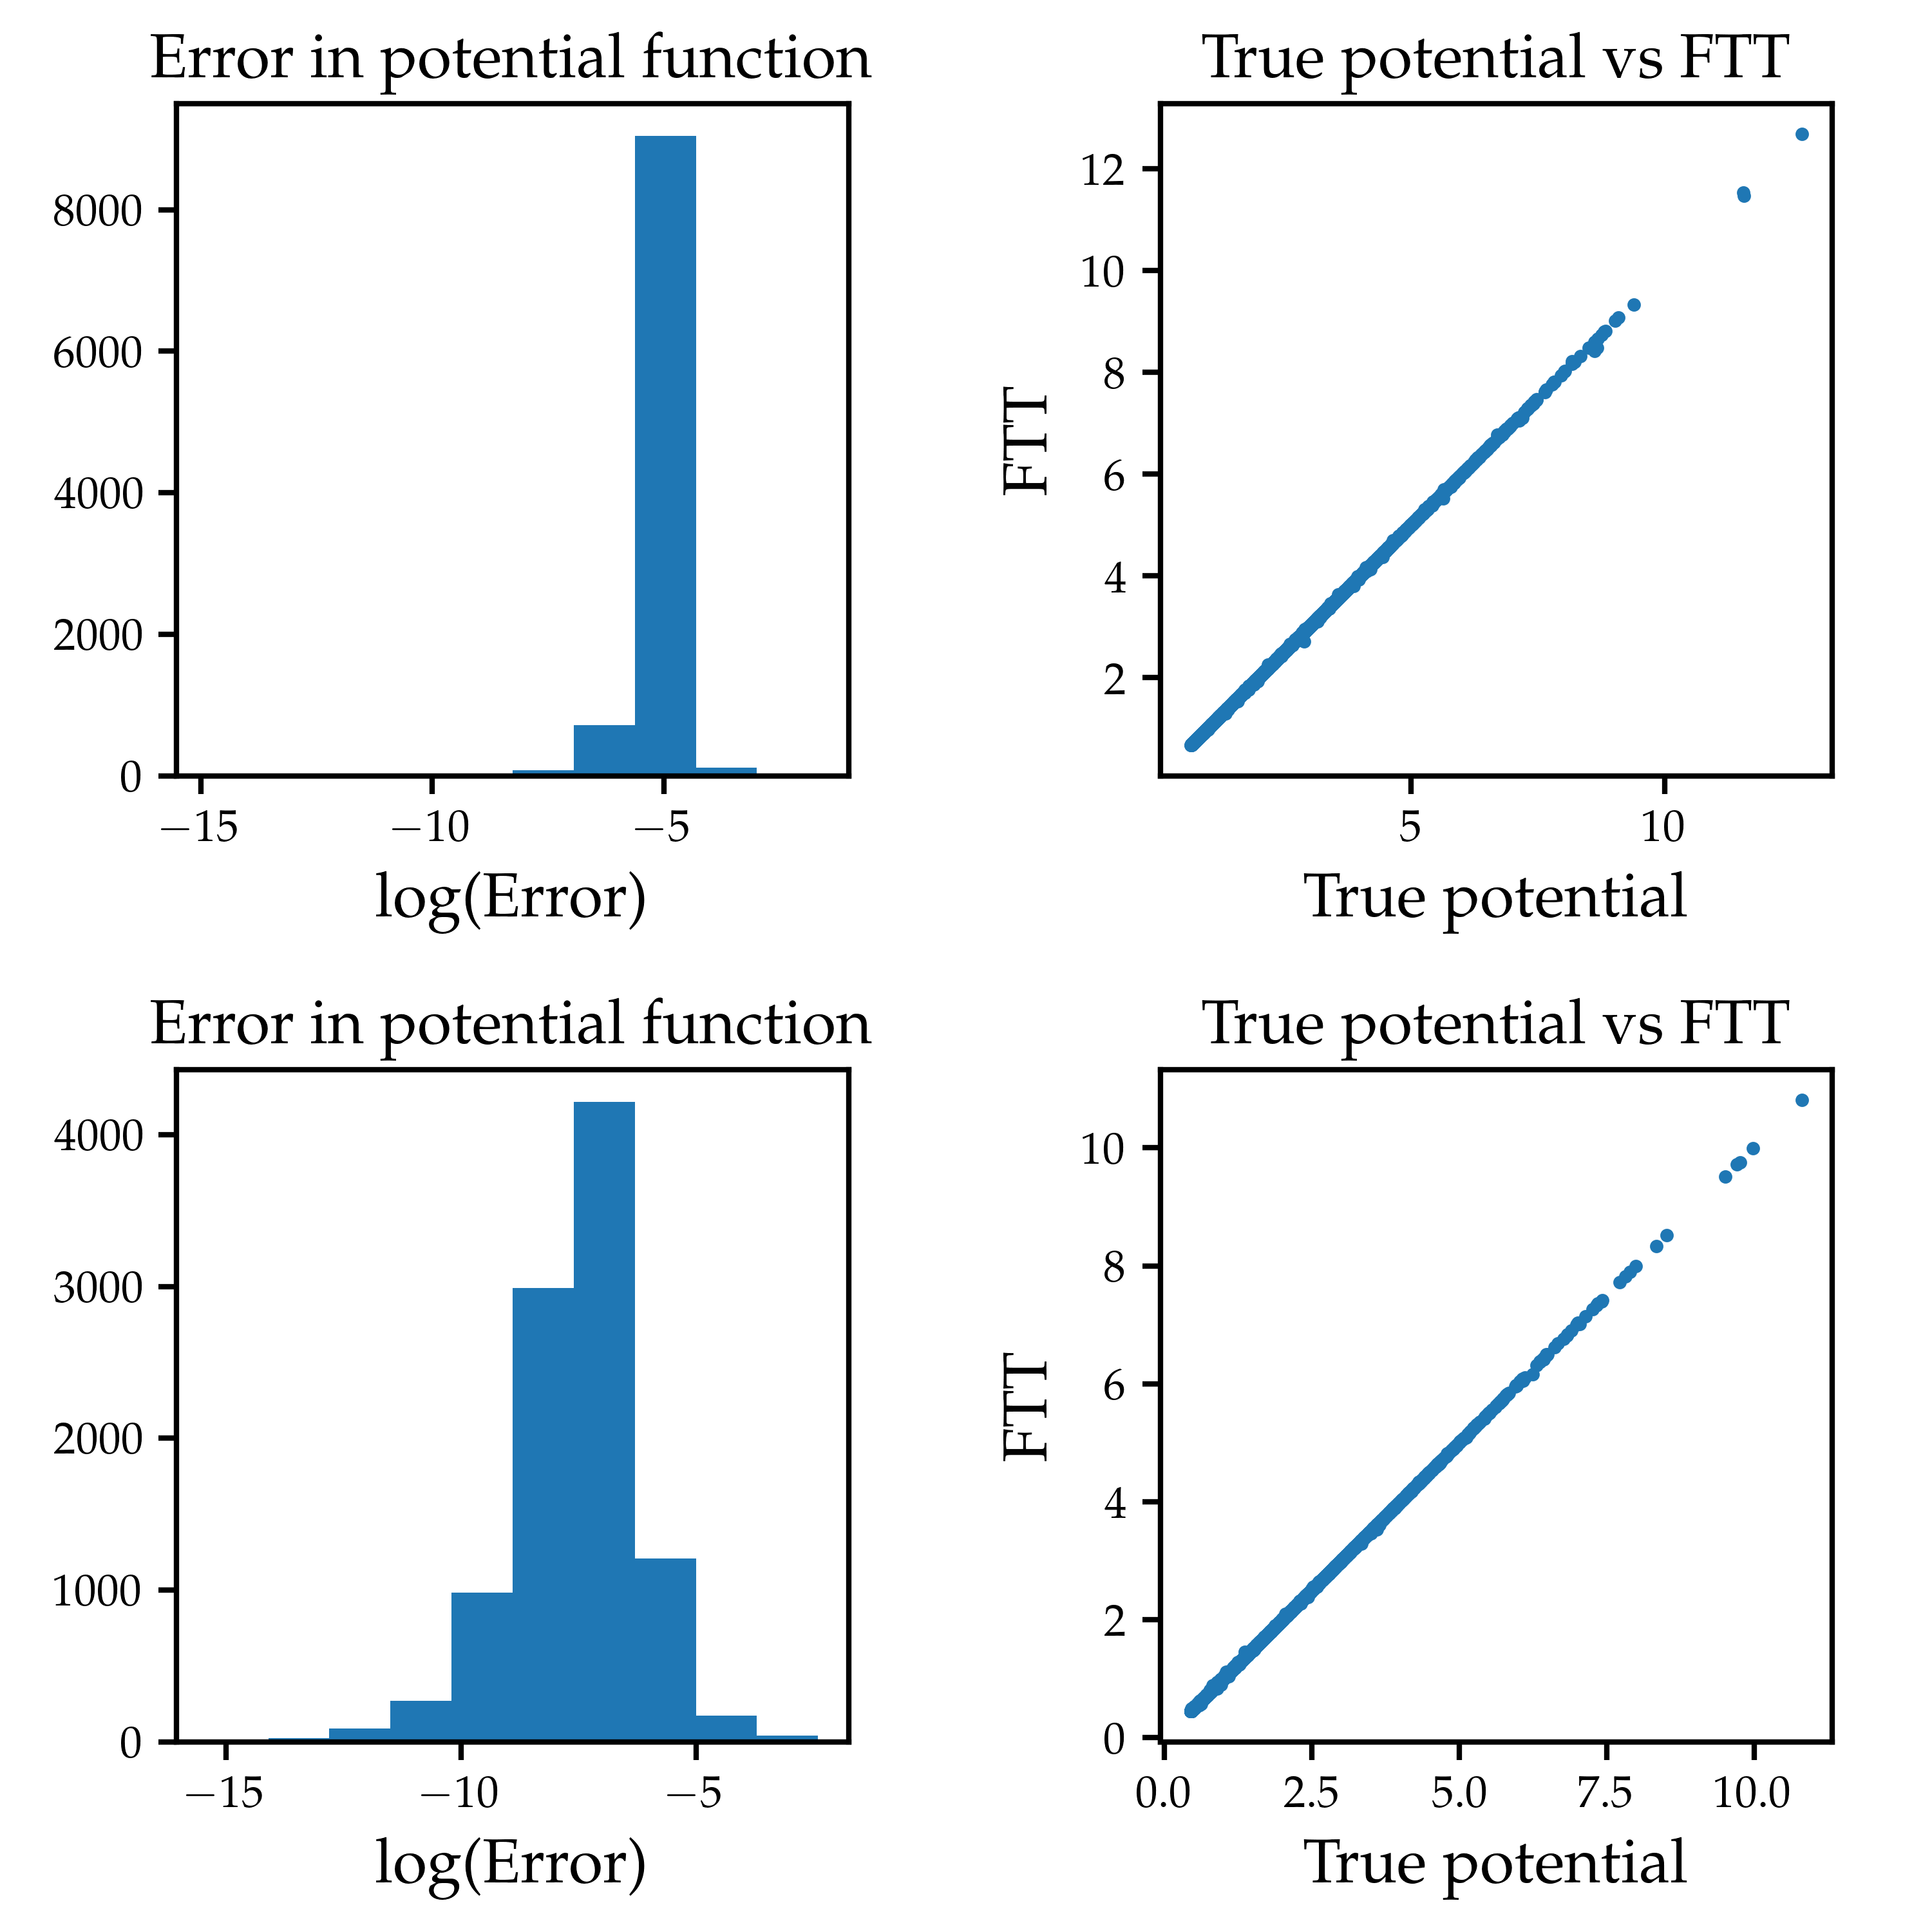 Error in potential function
8000
6000
4000
2000
0
−15 −10 −5
log(Error)
True potential vs FTT
FTT
12
10
8
6
4
2
5 10
True potential
Error in potential function
4000
3000
2000
1000
0
−15 −10 −5
log(Error)
True potential vs FTT
FTT
10
8
6
4
2
0
0.0 2.5 5.0 7.5 10.0
True potential